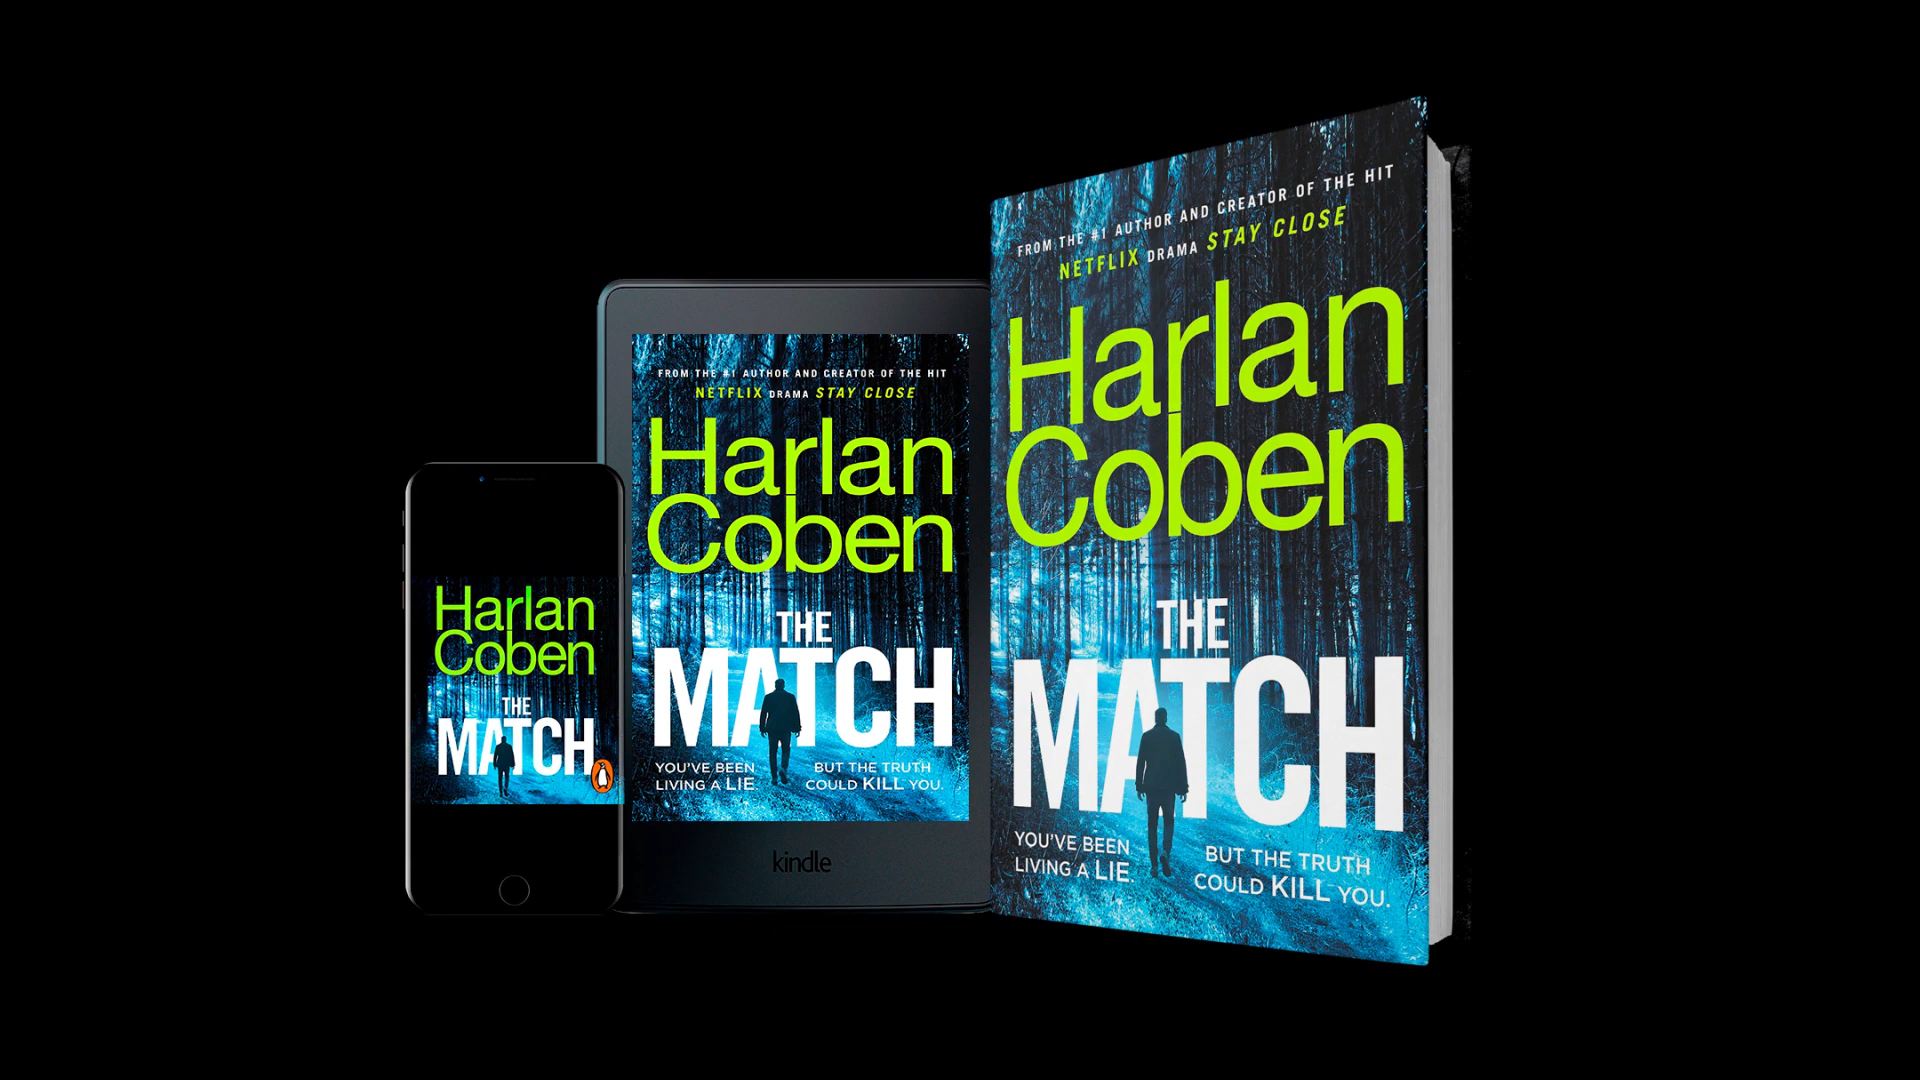 Harlan
Coben
THE
MATCH
FROM THE #1 AUTHOR AND CREATOR OF THE HIT
NETFLIX DRAMA STAY CLOSE
Harlan
Coben
THE
MATCH
YOU'VE BEEN
LIVING A LIE.
BUT THE TRUTH
COULD KILL YOU.
kindle
FROM THE #1 AUTHOR AND CREATOR OF THE HIT
NETFLIX DRAMA STAY CLOSE
Harlan
Coben
THE
MATCH
YOU'VE BEEN
LIVING A LIE.
BUT THE TRUTH
COULD KILL YOU.